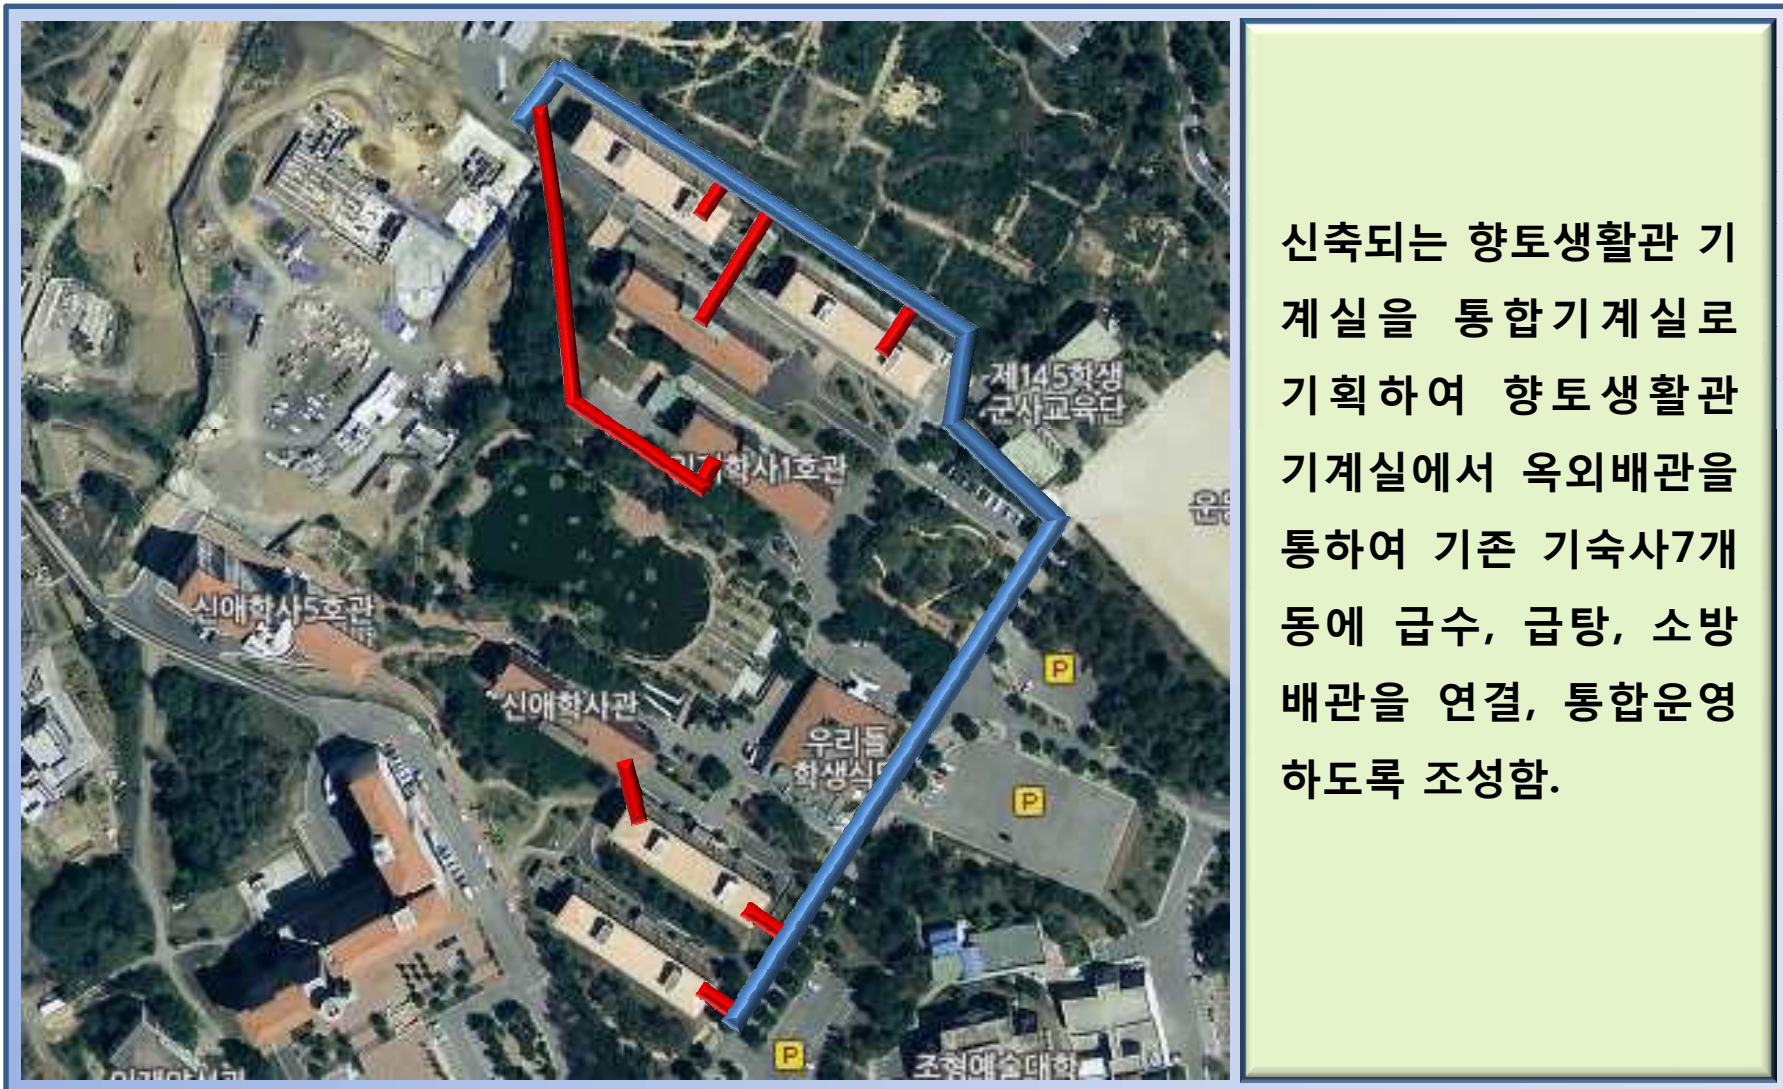 제145학생
군사교육단
학사1호관
신애학사5호관
신애학사관
우리들
학생식
P
P
P
조형예술대학
신축되는 향토생활관 기
계실을 통합기계실로
기획하여 향토생활관
기계실에서 옥외배관을
통하여 기존 기숙사7개
동에 급수, 급탕, 소방
배관을 연결, 통합운영
하도록 조성함.